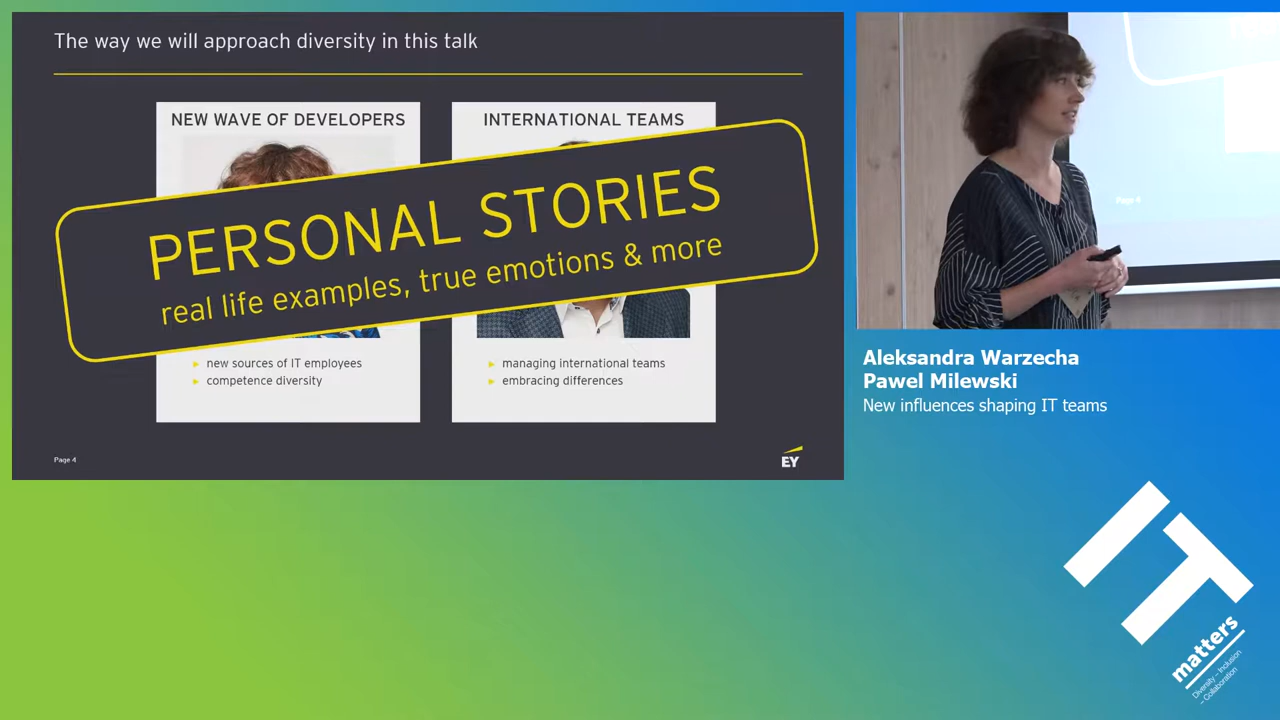 The way we will approach diversity in this talk
NEW WAVE OF DEVELOPERS
INTERNATIONAL TEAMS
PERSONAL STORIES
real life examples, true emotions & more
► new sources of IT employees
► competence diversity
► managing international teams
► embracing differences
Page 4
EY
Page 4
Aleksandra Warzecha
Pawel Milewski
New influences shaping IT teams
IT
matters
Diversity – Inclusion
– Collaboration